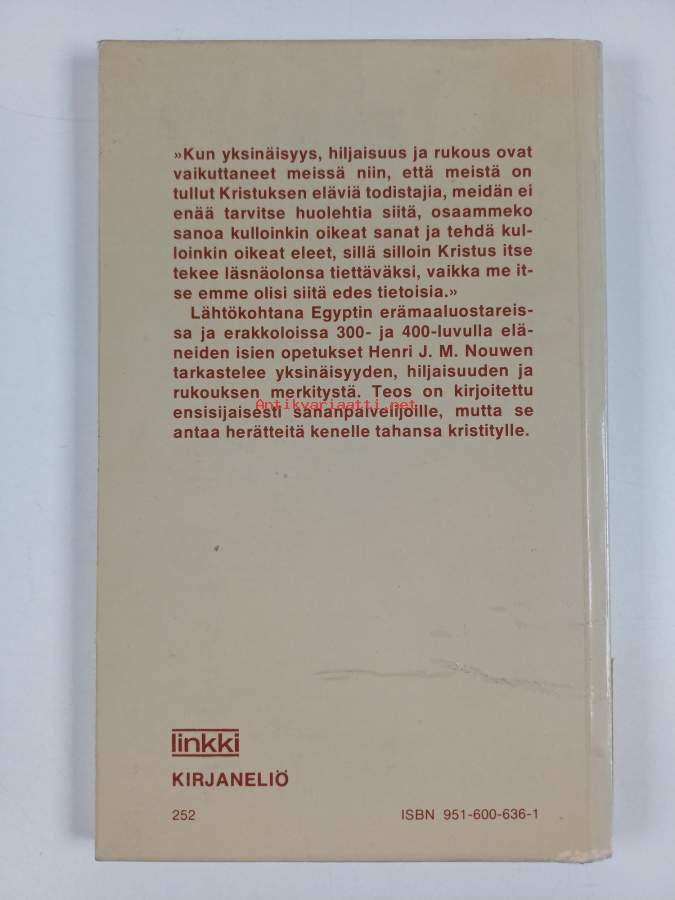 »Kun yksinäisyys, hiljaisuus ja rukous ovat
vaikuttaneet meissä niin, että meistä on
tullut Kristuksen eläviä todistajia, meidän ei
enää tarvitse huolehtia siitä, osaammeko
sanoa kulloinkin oikeat sanat ja tehdä kul-
loinkin oikeat eleet, sillä silloin Kristus itse
tekee läsnäolonsa tiettäväksi, vaikka me it-
se emme olisi siitä edes tietoisia.»
Lähtökohtana Egyptin erämaaluostareis-
sa ja erakkoloissa 300- ja 400-luvulla elä-
neiden isien opetukset Henri J. M. Nouwen
tarkastelee yksinäisyyden, hiljaisuuden ja
rukouksen merkitystä. Teos on kirjoitettu
Antikvariaatti.net
ensisijaisesti sananpalvelijoille, mutta se
antaa herätteitä kenelle tahansa kristitylle.
linkki
KIRJANELIÖ
252 ISBN 951-600-636-1